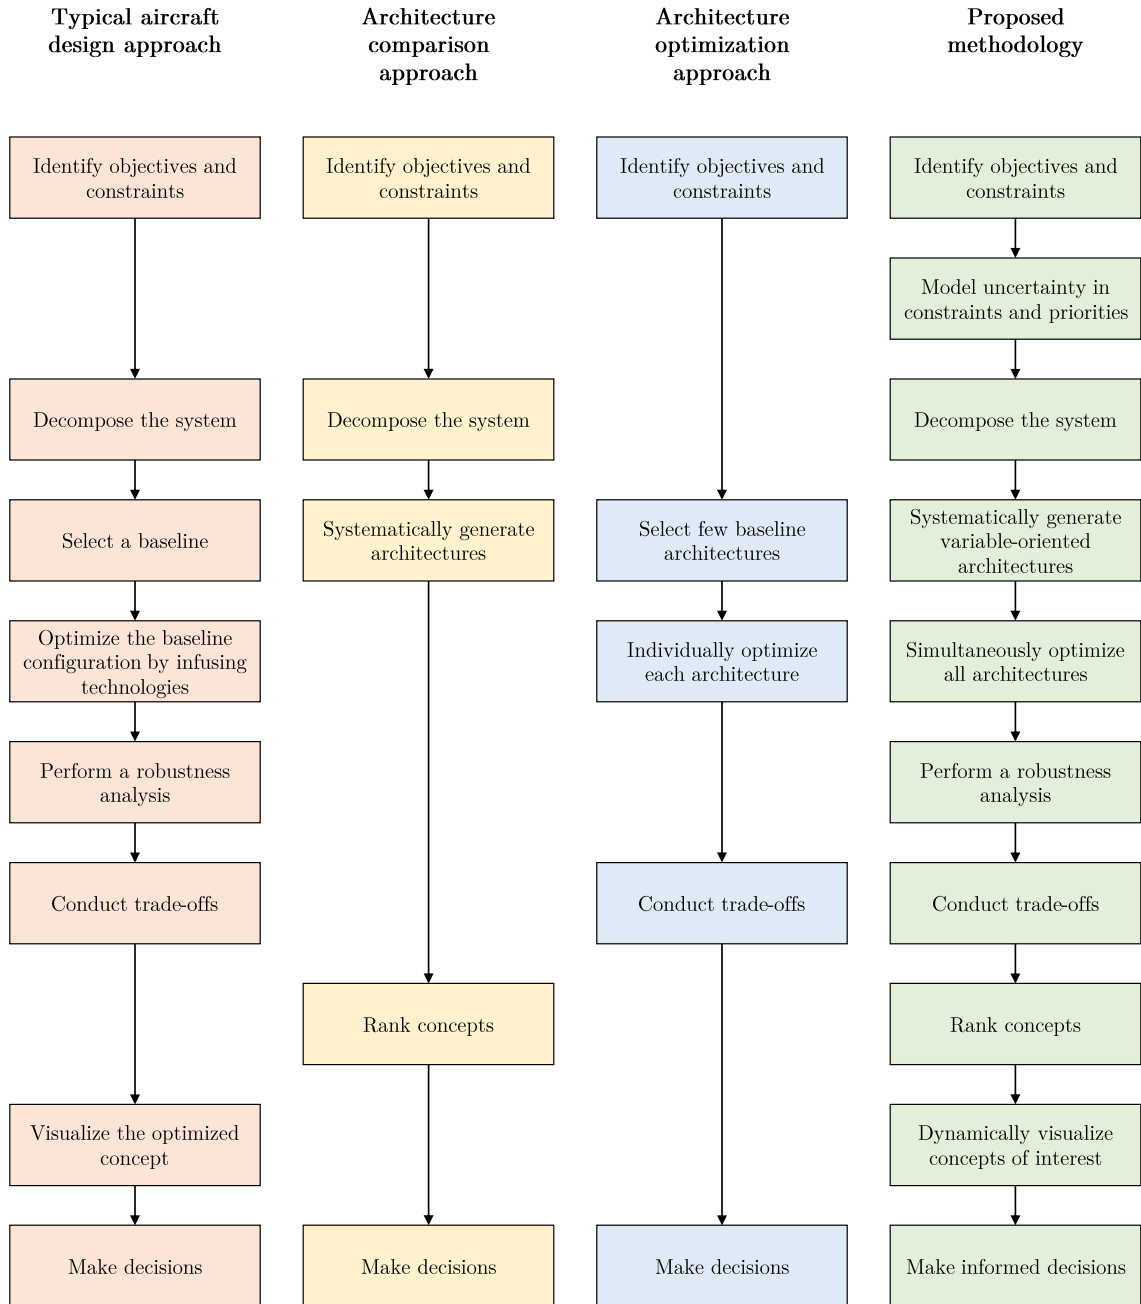 Typical aircraft
design approach
Architecture
comparison
approach
Architecture
optimization
approach
Proposed
methodology
Identify objectives and
constraints
Identify objectives and
constraints
Identify objectives and
constraints
Identify objectives and
constraints
Model uncertainty in
constraints and priorities
Decompose the system
Decompose the system
Decompose the system
Select a baseline
Systematically generate
architectures
Select few baseline
architectures
Systematically generate
variable-oriented
architectures
Optimize the baseline
configuration by infusing
technologies
Individually optimize
each architecture
Simultaneously optimize
all architectures
Perform a robustness
analysis
Perform a robustness
analysis
Conduct trade-offs
Conduct trade-offs
Conduct trade-offs
Rank concepts
Rank concepts
Visualize the optimized
concept
Dynamically visualize
concepts of interest
Make decisions
Make decisions
Make decisions
Make informed decisions